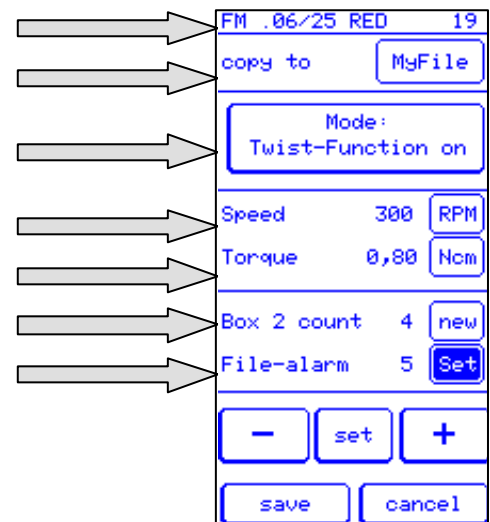 FM .06/25 RED 19
copy to MyFile
Mode:
Twist-Function on
Speed 300 RPM
Torque 0,80 Ncm
Box 2 count 4 new
File-alarm 5 Set
− set +
save cancel